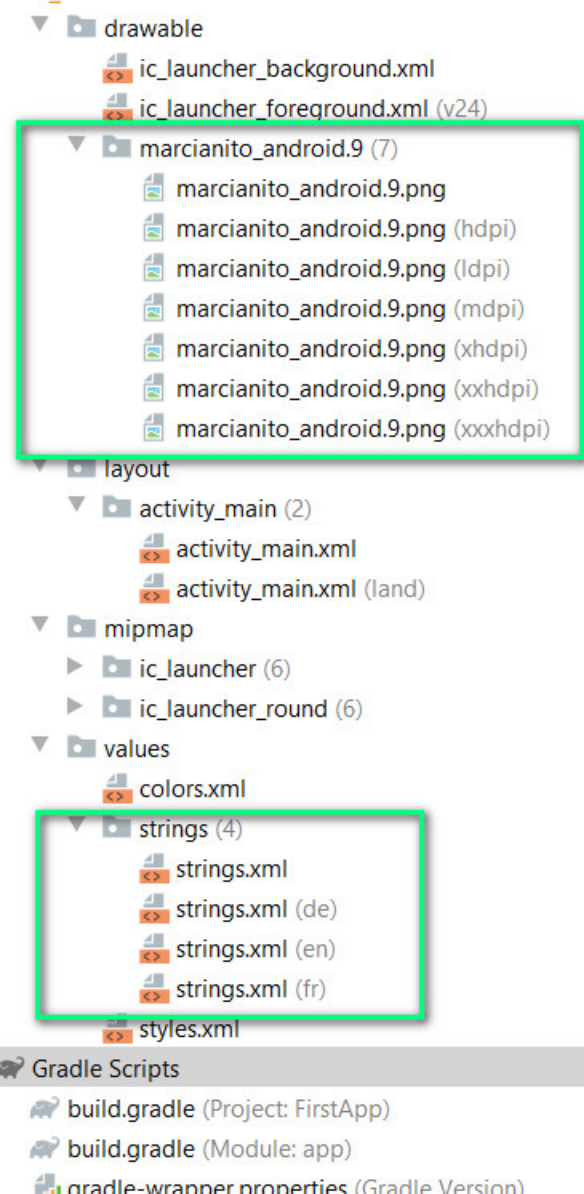 drawable
ic_launcher_background.xml
ic_launcher_foreground.xml (v24)
marcianito_android.9 (7)
marcianito_android.9.png
marcianito_android.9.png (hdpi)
marcianito_android.9.png (ldpi)
marcianito_android.9.png (mdpi)
marcianito_android.9.png (xhdpi)
marcianito_android.9.png (xxhdpi)
marcianito_android.9.png (xxxhdpi)
layout
activity_main (2)
activity_main.xml
activity_main.xml (land)
mipmap
ic_launcher (6)
ic_launcher_round (6)
values
colors.xml
strings (4)
strings.xml
strings.xml (de)
strings.xml (en)
strings.xml (fr)
styles.xml
Gradle Scripts
build.gradle (Project: FirstApp)
build.gradle (Module: app)
gradle-wrapper.properties (Gradle Version)